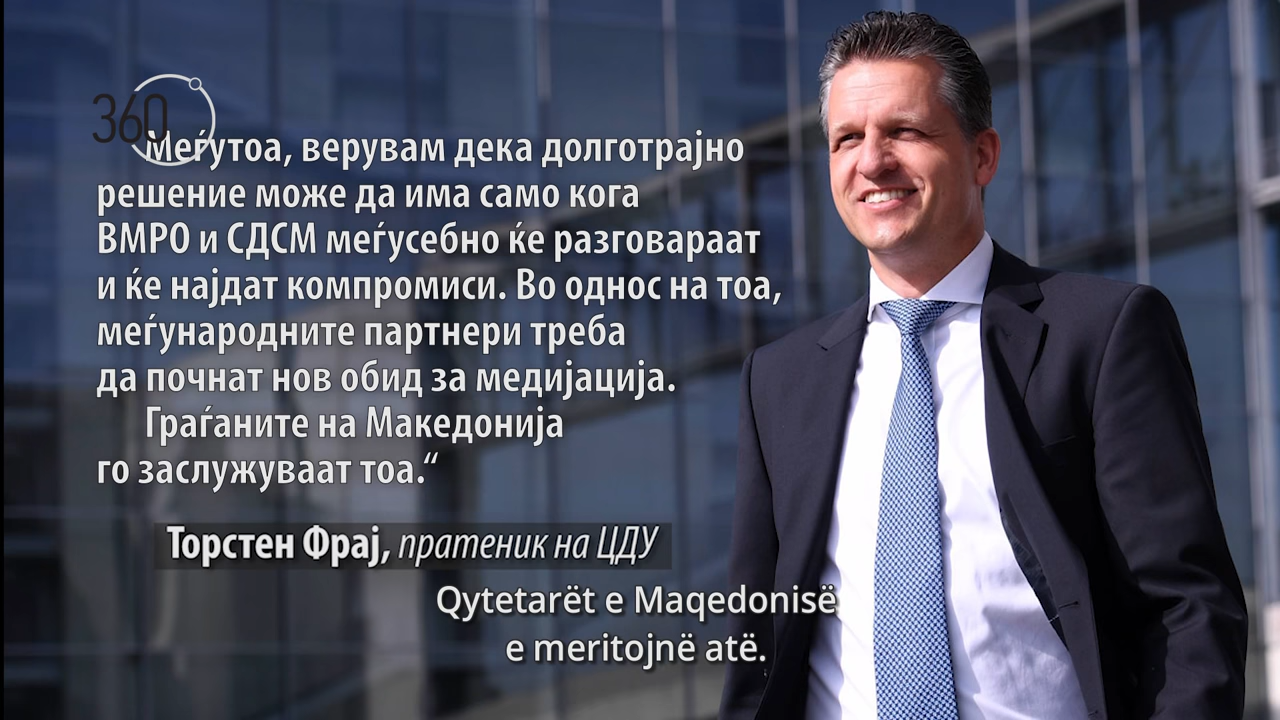 360
Меѓутоа, верувам дека долготрајно
решение може да има само кога
ВМРО и СДСМ меѓусебно ќе разговараат
и ќе најдат компромиси. Во однос на тоа,
меѓународните партнери треба
да почнат нов обид за медијација.
Граѓаните на Македонија
го заслужуваат тоа.“
Торстен Фрај, пратеник на ЦДУ
Qytetarët e Maqedonisë
e meritojnë atë.